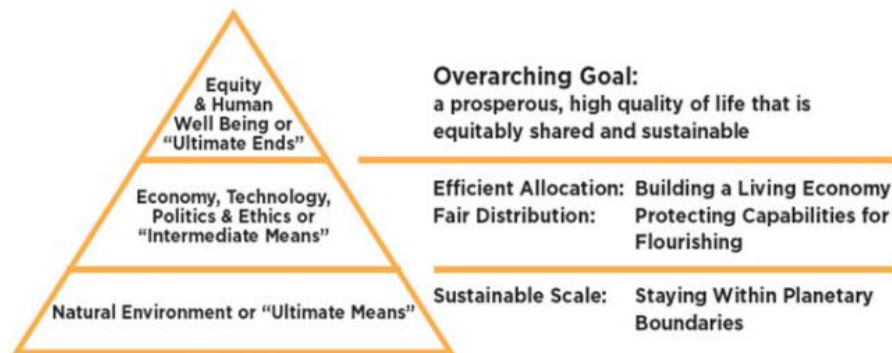 Equity
& Human
Well Being or
“Ultimate Ends”
Overarching Goal:
a prosperous, high quality of life that is
equitably shared and sustainable
Economy, Technology,
Politics & Ethics or
“Intermediate Means”
Efficient Allocation: Building a Living Economy
Fair Distribution: Protecting Capabilities for
Flourishing
Natural Environment or “Ultimate Means”
Sustainable Scale: Staying Within Planetary
Boundaries